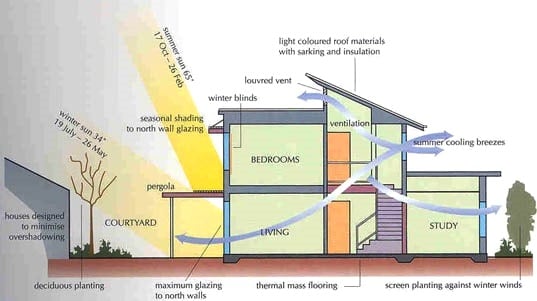 summer sun 65°
17 Oct – 26 Feb
light coloured roof materials
with sarking and insulation
louvred vent
winter blinds
winter sun 34°
19 July – 26 May
seasonal shading
to north wall glazing
ventilation
summer cooling breezes
BEDROOMS
pergola
houses designed
to minimise
overshadowing
COURTYARD
LIVING
STUDY
deciduous planting
maximum glazing
to north walls
thermal mass flooring
screen planting against winter winds